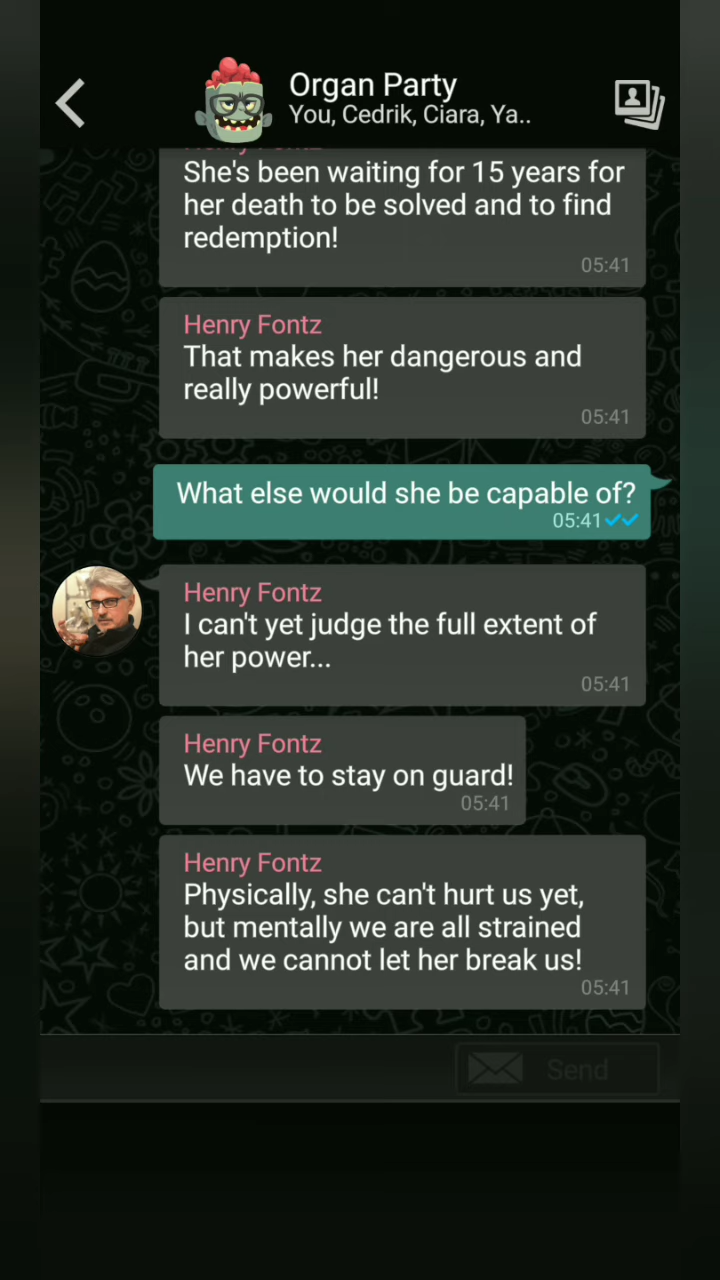 Organ Party
You, Cedrik, Ciara, Ya..
Henry Fontz
She's been waiting for 15 years for
her death to be solved and to find
redemption!
05:41
Henry Fontz
That makes her dangerous and
really powerful!
05:41
What else would she be capable of?
05:41
Henry Fontz
I can't yet judge the full extent of
her power...
05:41
Henry Fontz
We have to stay on guard!
05:41
Henry Fontz
Physically, she can't hurt us yet,
but mentally we are all strained
and we cannot let her break us!
05:41
Send